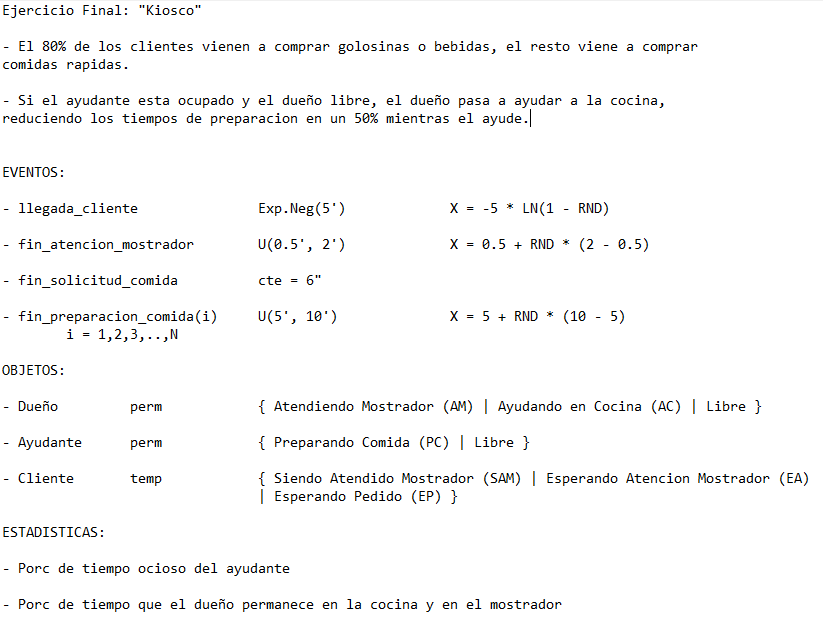 Ejercicio Final: "Kiosco"
- El 80% de los clientes vienen a comprar golosinas o bebidas, el resto viene a comprar
comidas rapidas.
- Si el ayudante esta ocupado y el dueño libre, el dueño pasa a ayudar a la cocina,
reduciendo los tiempos de preparacion en un 50% mientras el ayude.
EVENTOS:
- llegada_cliente Exp.Neg(5') X = -5 * LN(1 - RND)
- fin_atencion_mostrador U(0.5', 2') X = 0.5 + RND * (2 - 0.5)
- fin_solicitud_comida cte = 6"
- fin_preparacion_comida(i) U(5', 10') X = 5 + RND * (10 - 5)
i = 1,2,3,..,N
OBJETOS:
- Dueño perm { Atendiendo Mostrador (AM) | Ayudando en Cocina (AC) | Libre }
- Ayudante perm { Preparando Comida (PC) | Libre }
- Cliente temp { Siendo Atendido Mostrador (SAM) | Esperando Atencion Mostrador (EA)
| Esperando Pedido (EP) }
ESTADISTICAS:
- Porc de tiempo ocioso del ayudante
- Porc de tiempo que el dueño permanece en la cocina y en el mostrador